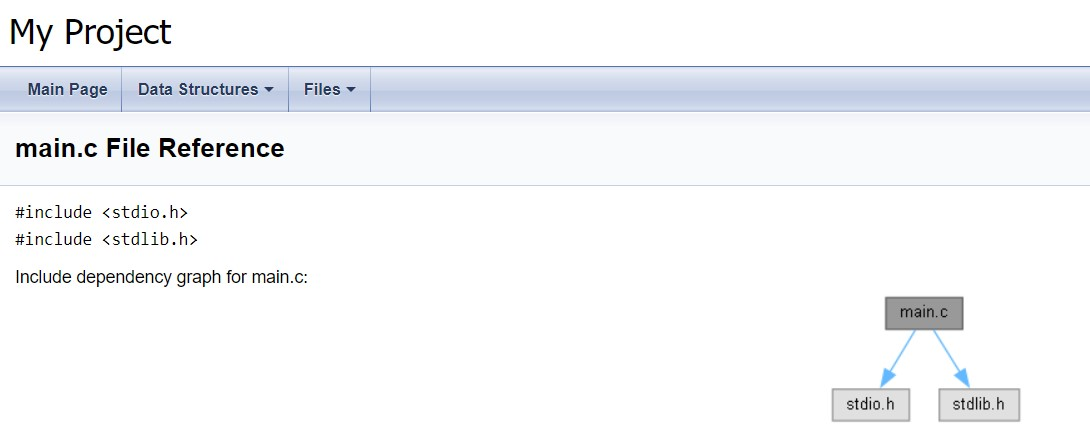 My Project
Main Page Data Structures Files
main.c File Reference
#include <stdio.h>
#include <stdlib.h>
Include dependency graph for main.c:
main.c
stdio.h stdlib.h